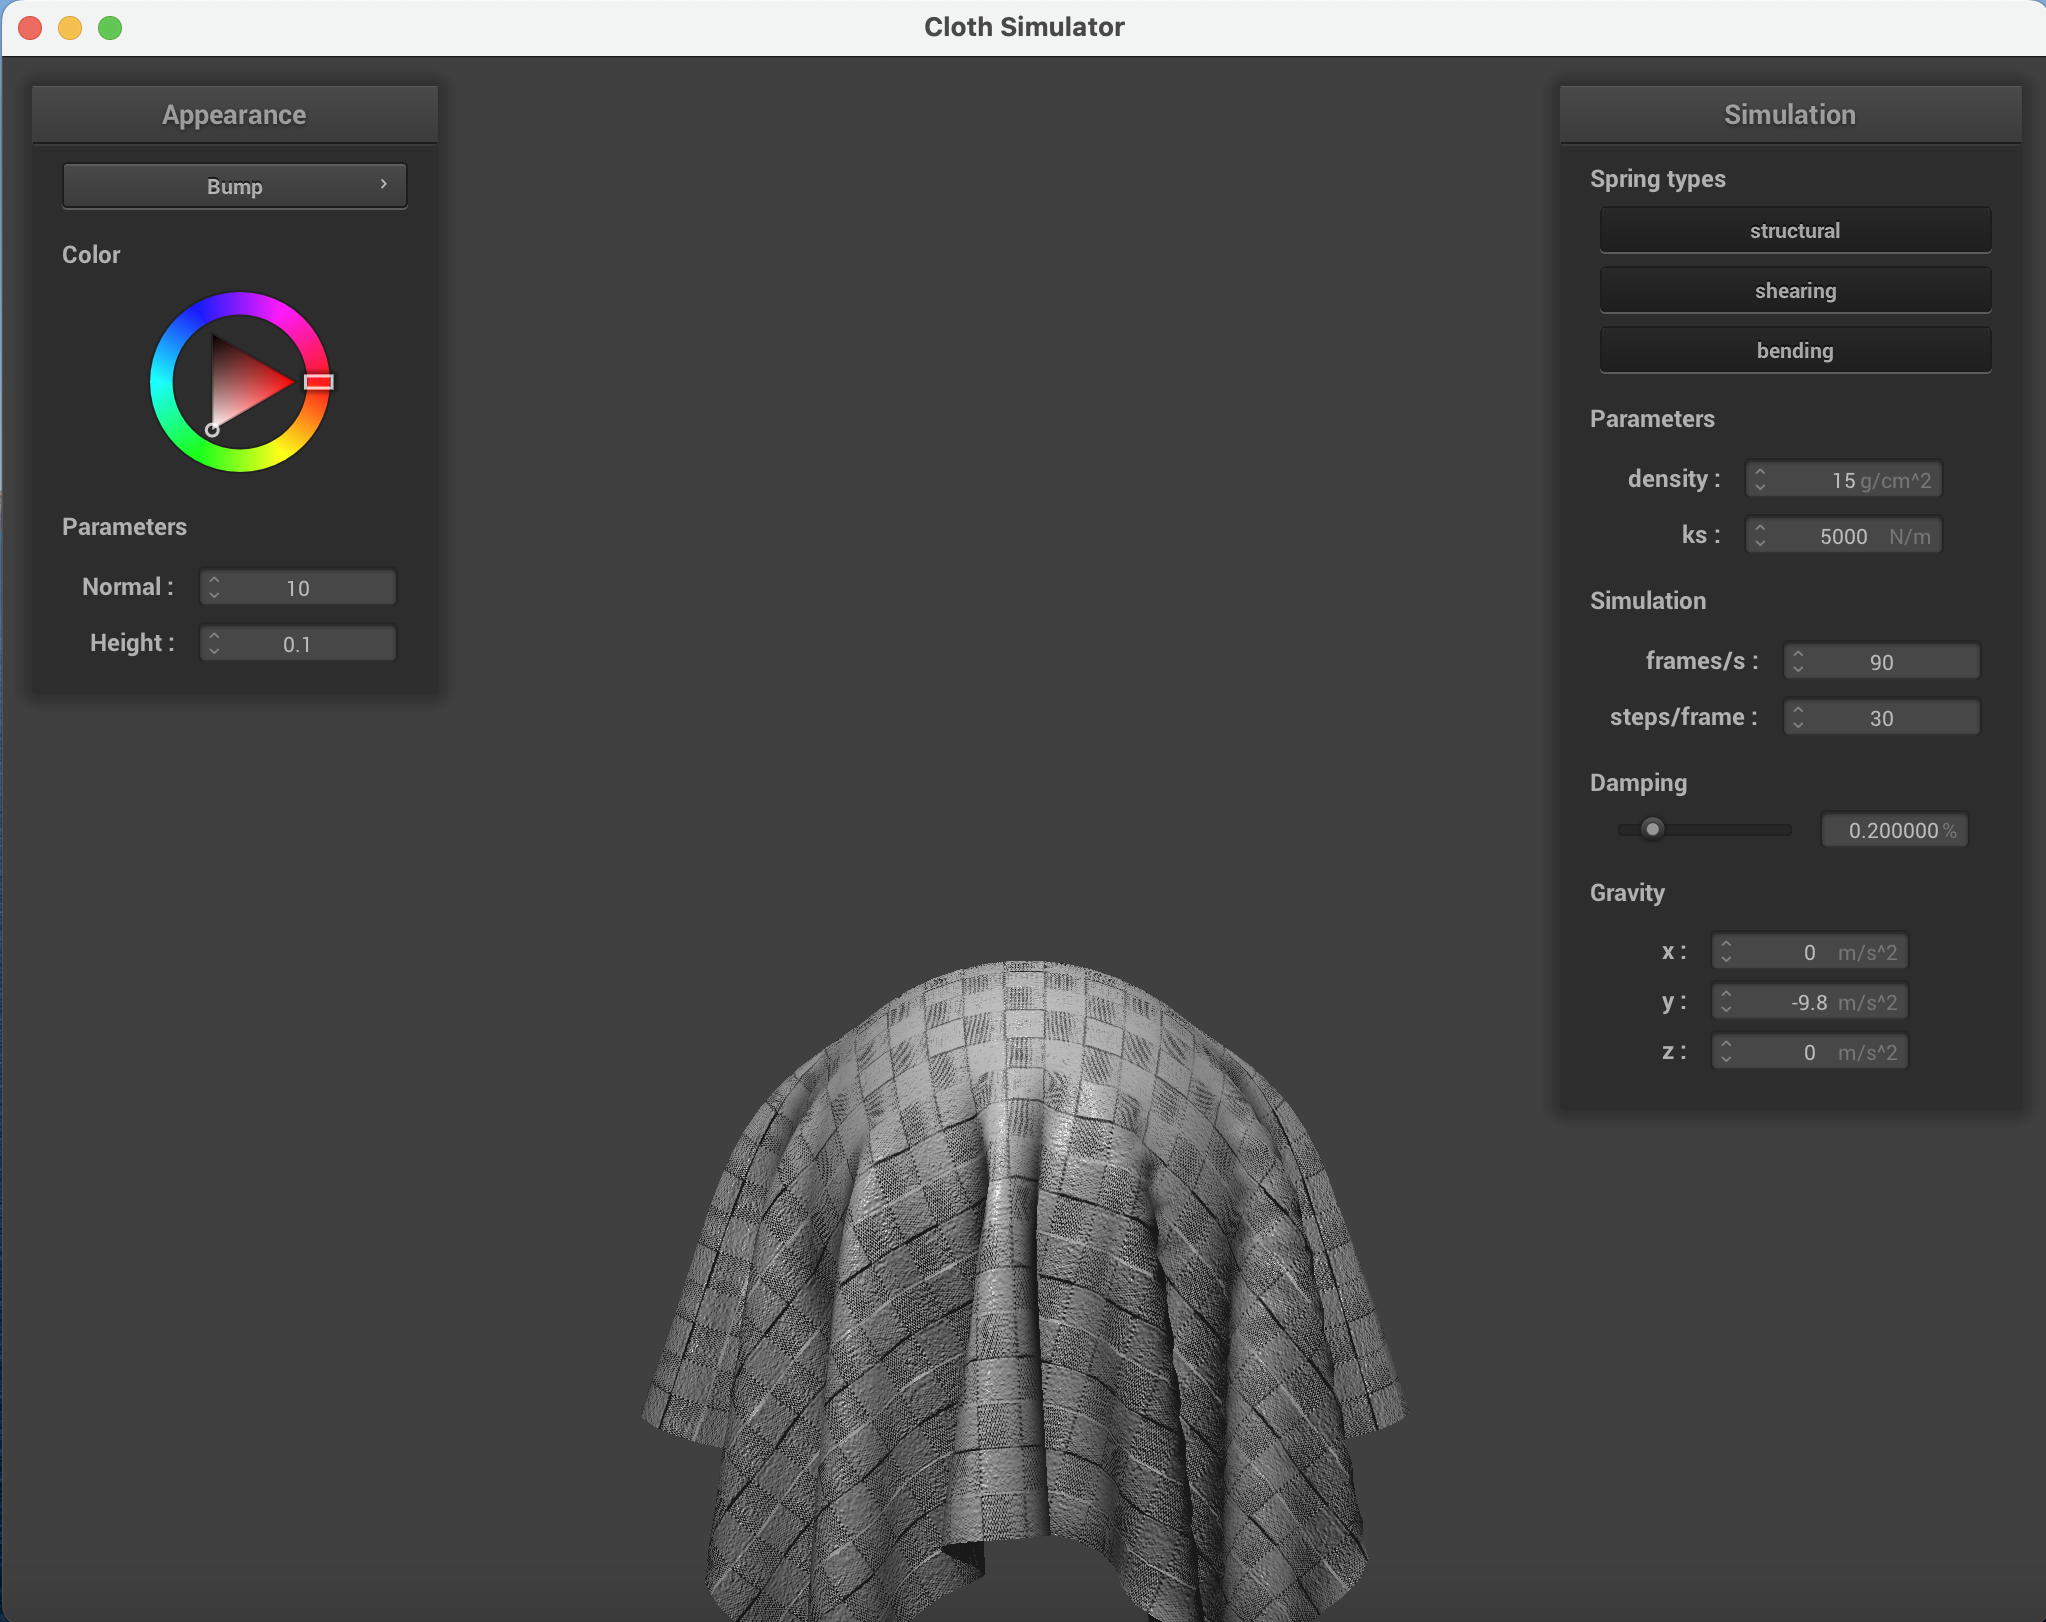 Cloth Simulator
Appearance
Bump
Color
Parameters
Normal : 10
Height : 0.1
Simulation
Spring types
structural
shearing
bending
Parameters
density : 15 g/cm^2
ks : 5000 N/m
Simulation
frames/s : 90
steps/frame : 30
Damping
0.200000 %
Gravity
x : 0 m/s^2
y : -9.8 m/s^2
z : 0 m/s^2